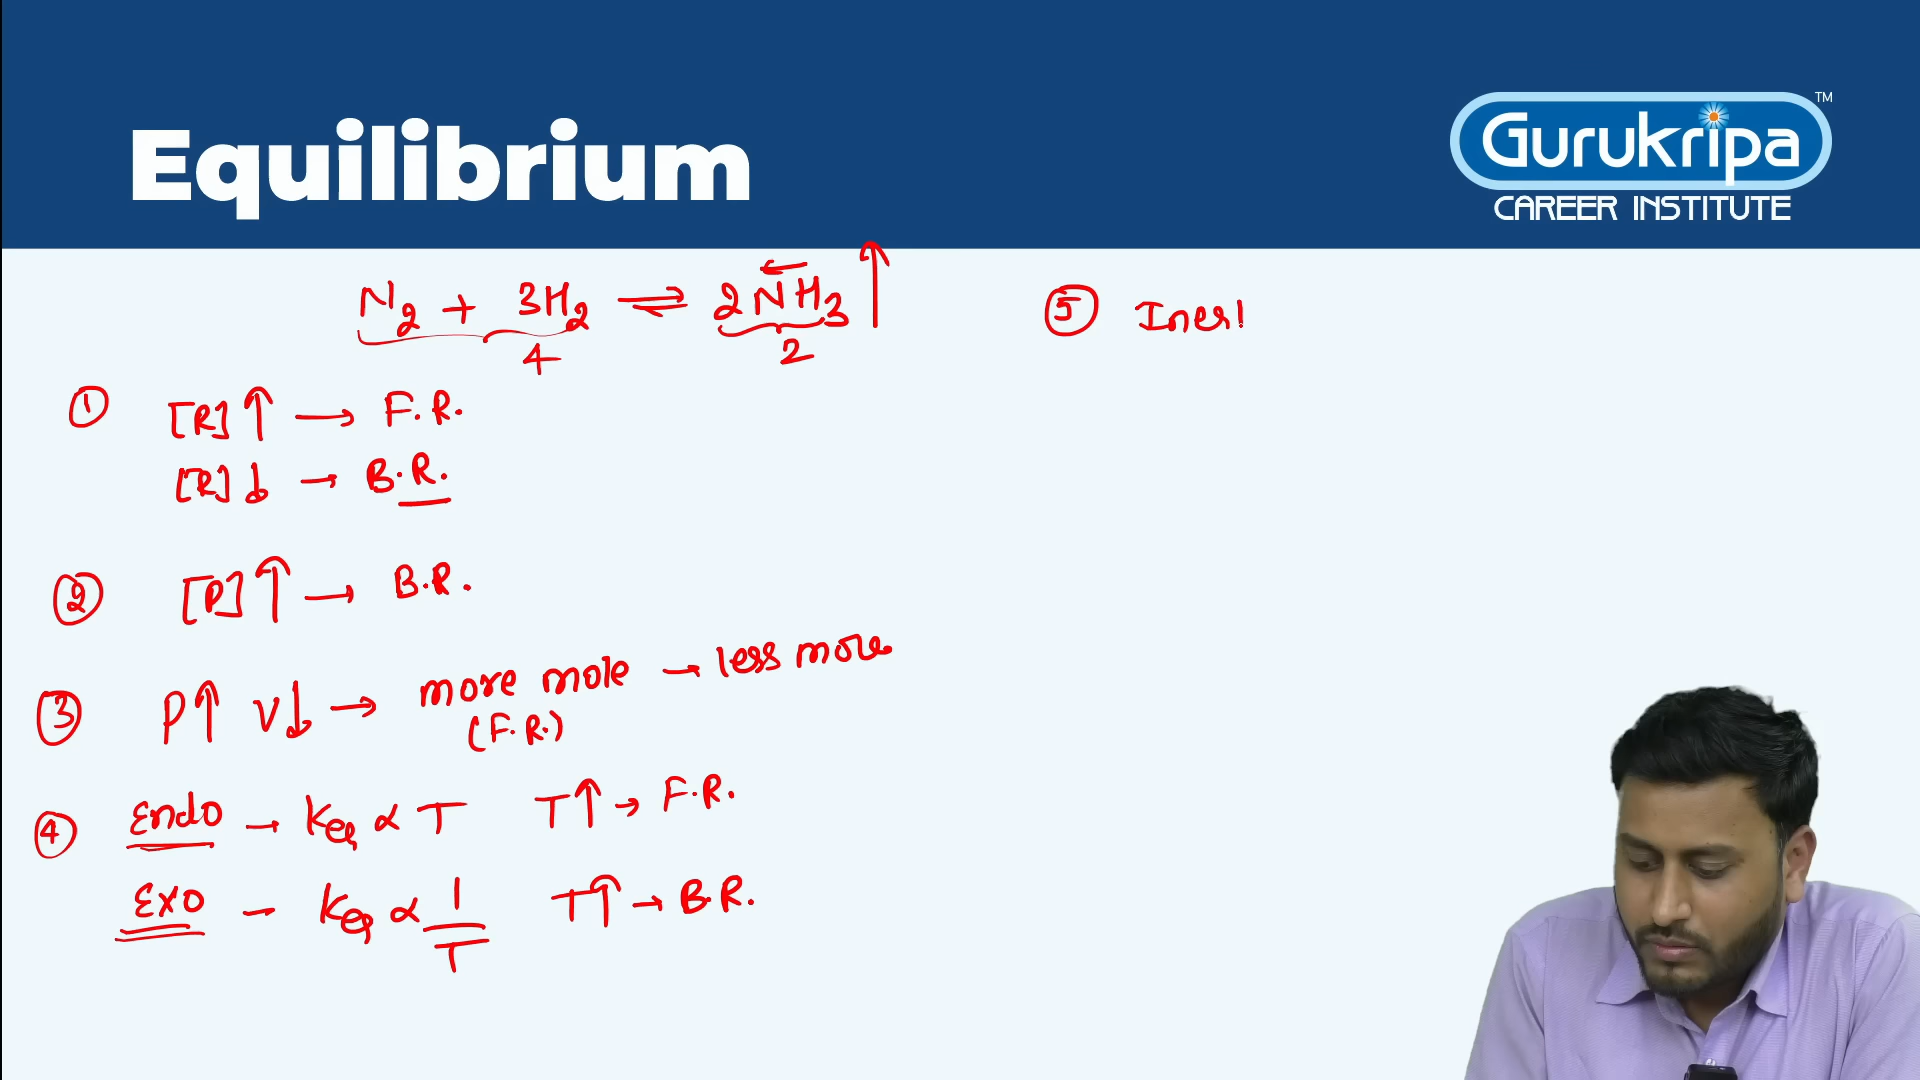 Equilibrium
Gurukripa TM
CAREER INSTITUTE
N₂ + 3H₂ ⇌ 2NH₃ ↑
4 2
① [R]↑ → F.R.
[R]↓ → B.R.
② [P]↑ → B.R.
③ P↑ V↓ → more mole → less mole
(F.R.)
④ Endo → Keq ∝ T T↑ → F.R.
Exo – Keq ∝ 1/T T↑ → B.R.
⑤ Iner